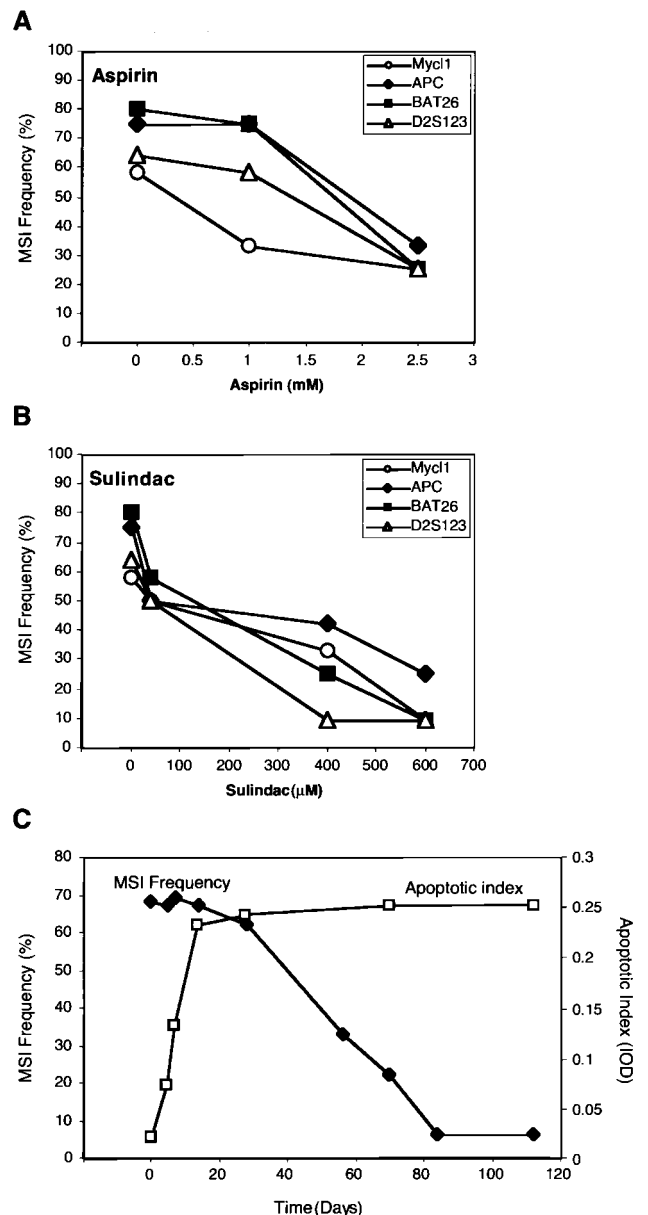 A
Aspirin
Mycl1
APC
BAT26
D2S123
MSI Frequency (%)
100
90
80
70
60
50
40
30
20
10
0
0 0.5 1 1.5 2 2.5 3
Aspirin (mM)
B
Sulindac
Mycl1
APC
BAT26
D2S123
MSI Frequency (%)
100
90
80
70
60
50
40
30
20
10
0
0 100 200 300 400 500 600 700
Sulindac(μM)
C
MSI Frequency
Apoptotic index
MSI Frequency (%)
80
70
60
50
40
30
20
10
0
0.3
0.25
0.2
0.15
0.1
0.05
0
Apoptotic Index (IOD)
0 20 40 60 80 100 120
Time(Days)